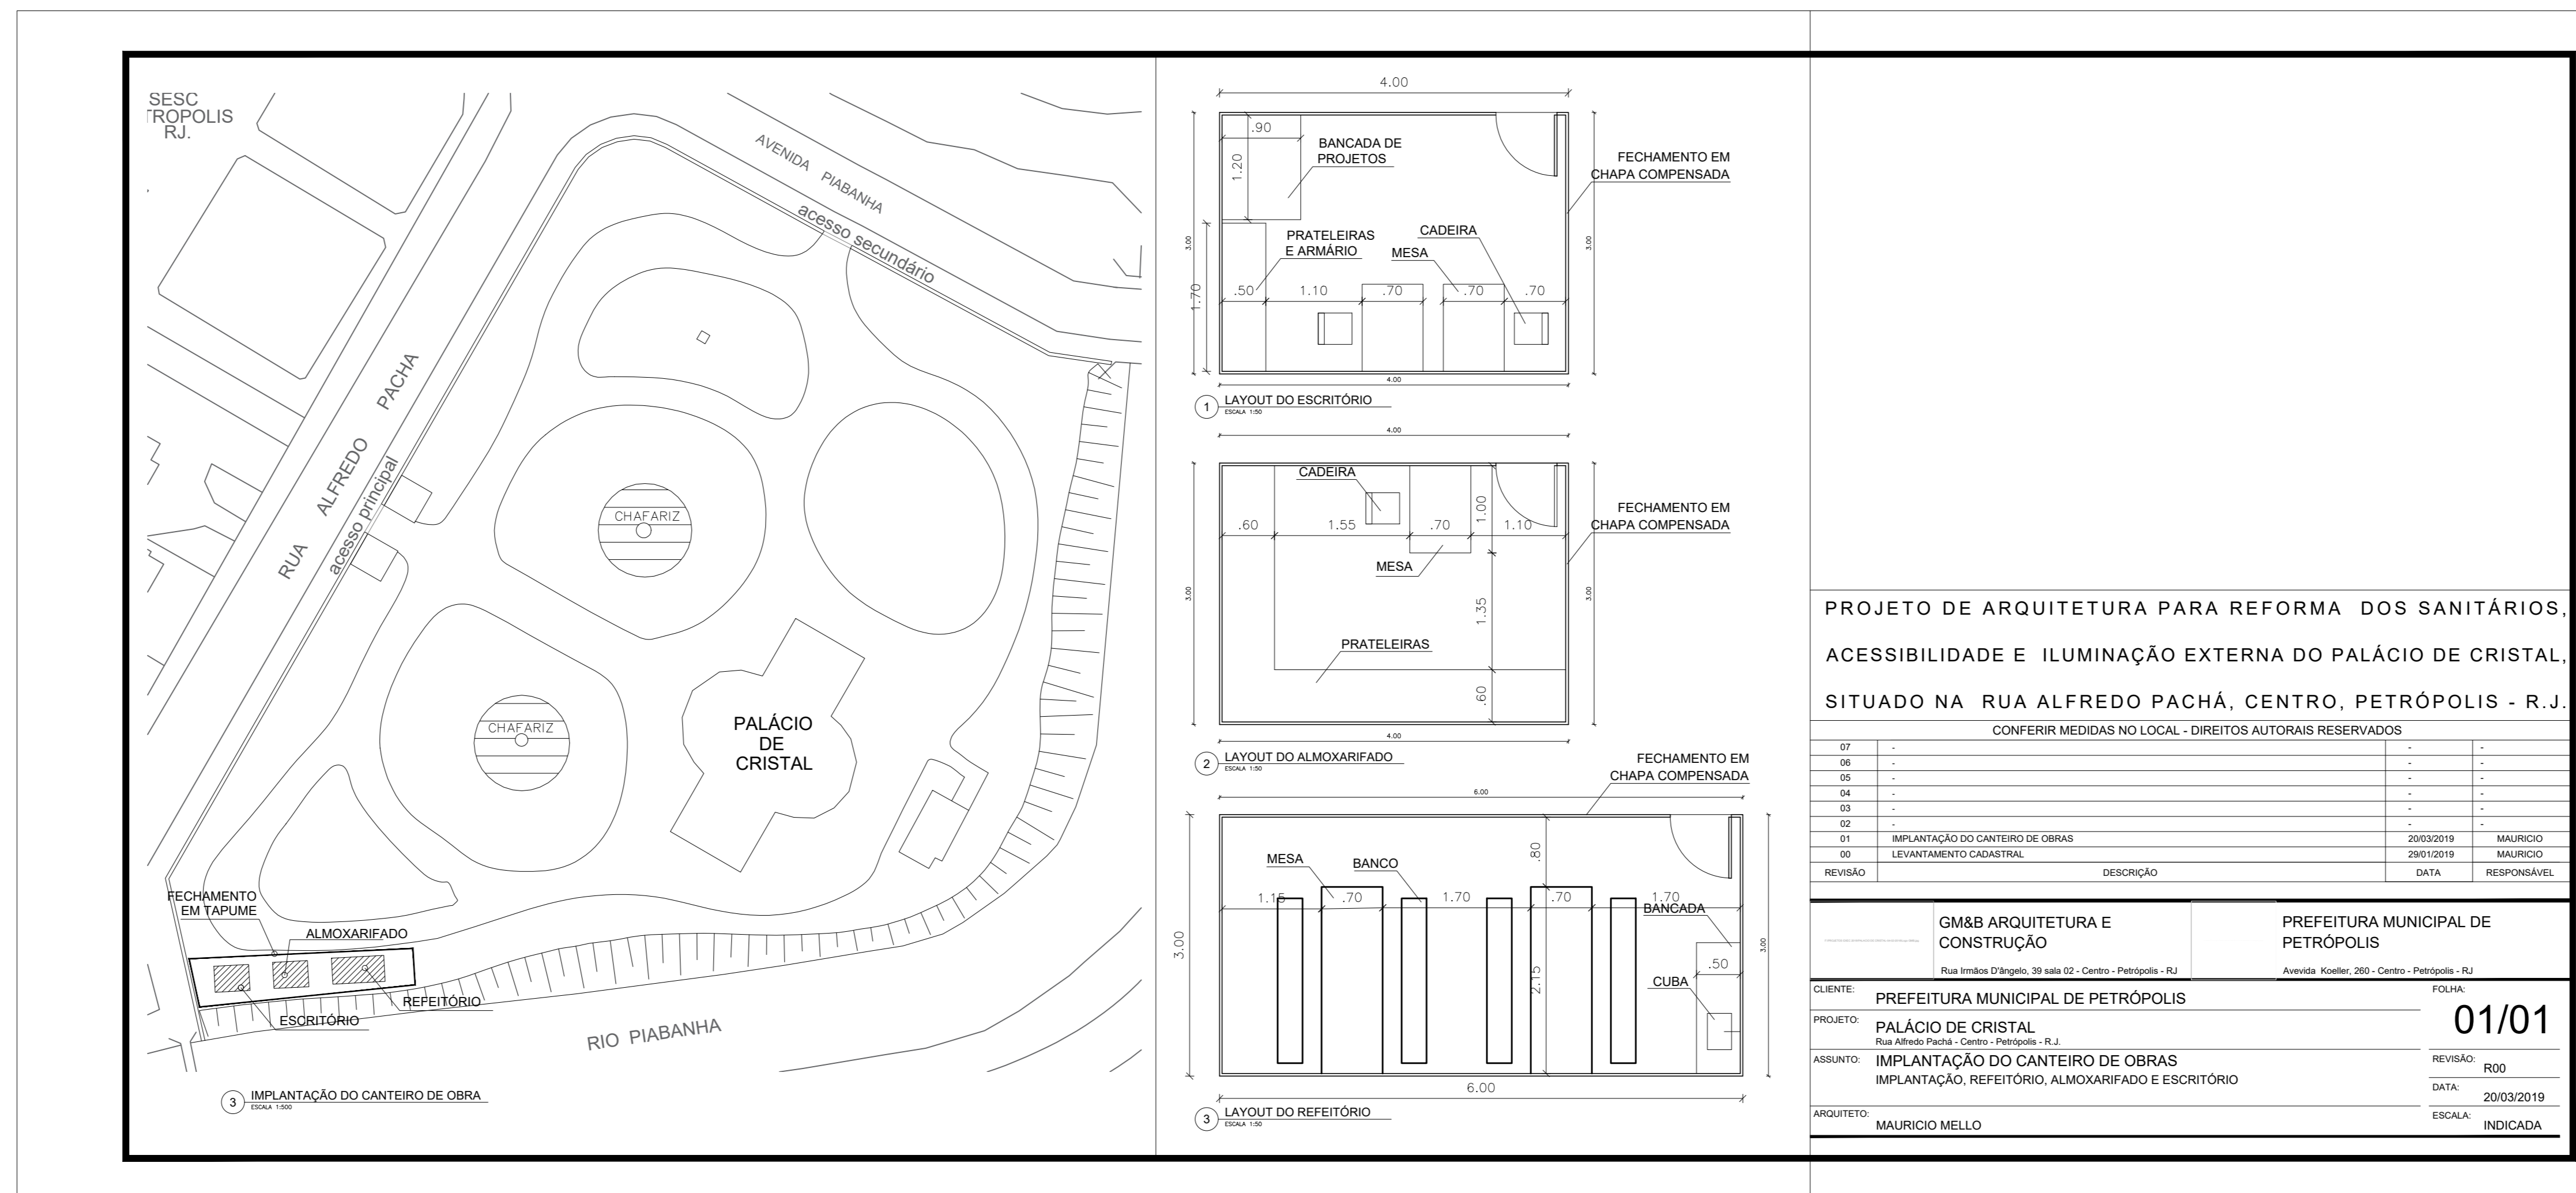 SESC
TROPOLIS
RJ.
AVENIDA PIABANHA
acesso secundário
RUA ALFREDO PACHA
acesso principal
CHAFARIZ
CHAFARIZ
PALÁCIO
DE
CRISTAL
FECHAMENTO
EM TAPUME
ALMOXARIFADO
REFEITÓRIO
ESCRITÓRIO
RIO PIABANHA
3 IMPLANTAÇÃO DO CANTEIRO DE OBRA
ESCALA 1:500
4.00
.90
BANCADA DE
PROJETOS
1.20
FECHAMENTO EM
CHAPA COMPENSADA
PRATELEIRAS
E ARMÁRIO
CADEIRA
MESA
3.00
3.00
1.70
.50
1.10
.70
.70
.70
4.00
1 LAYOUT DO ESCRITÓRIO
ESCALA 1:50
4.00
CADEIRA
FECHAMENTO EM
CHAPA COMPENSADA
.60
1.55
.70
1.00
1.10
MESA
3.00
3.00
1.35
PRATELEIRAS
.60
4.00
2 LAYOUT DO ALMOXARIFADO
ESCALA 1:50
FECHAMENTO EM
CHAPA COMPENSADA
6.00
MESA
BANCO
.80
1.15
.70
1.70
.70
1.70
BANCADA
3.00
3.00
.50
2.15
CUBA
6.00
3 LAYOUT DO REFEITÓRIO
ESCALA 1:50
PROJETO DE ARQUITETURA PARA REFORMA DOS SANITÁRIOS,
ACESSIBILIDADE E ILUMINAÇÃO EXTERNA DO PALÁCIO DE CRISTAL,
SITUADO NA RUA ALFREDO PACHÁ, CENTRO, PETRÓPOLIS - R.J.
CONFERIR MEDIDAS NO LOCAL - DIREITOS AUTORAIS RESERVADOS
07 - - -
06 - - -
05 - - -
04 - - -
03 - - -
02 - - -
01 IMPLANTAÇÃO DO CANTEIRO DE OBRAS 20/03/2019 MAURICIO
00 LEVANTAMENTO CADASTRAL 29/01/2019 MAURICIO
REVISÃO DESCRIÇÃO DATA RESPONSÁVEL
GM&B ARQUITETURA E
CONSTRUÇÃO
Rua Irmãos D'ângelo, 39 sala 02 - Centro - Petrópolis - RJ
PREFEITURA MUNICIPAL DE
PETRÓPOLIS
Avevida Koeller, 260 - Centro - Petrópolis - RJ
CLIENTE: PREFEITURA MUNICIPAL DE PETRÓPOLIS
FOLHA:
01/01
PROJETO: PALÁCIO DE CRISTAL
Rua Alfredo Pachá - Centro - Petrópolis - R.J.
ASSUNTO: IMPLANTAÇÃO DO CANTEIRO DE OBRAS
IMPLANTAÇÃO, REFEITÓRIO, ALMOXARIFADO E ESCRITÓRIO
REVISÃO:
R00
DATA:
20/03/2019
ARQUITETO:
MAURICIO MELLO
ESCALA:
INDICADA